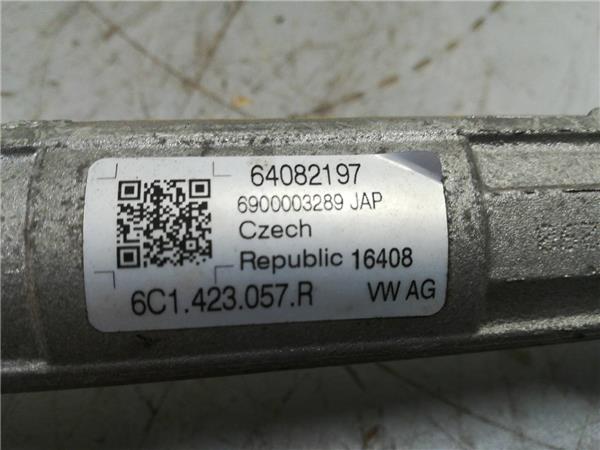 64082197
6900003289 JAP
Czech
Republic 16408
6C1.423.057.R VW AG